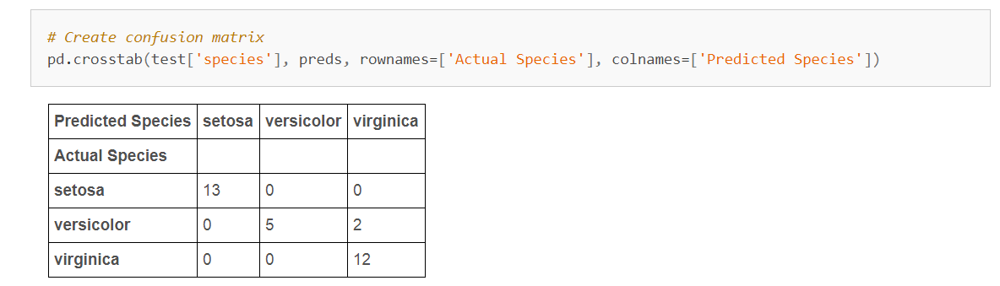 # Create confusion matrix
pd.crosstab(test['species'], preds, rownames=['Actual Species'], colnames=['Predicted Species'])
Predicted Species setosa versicolor virginica
Actual Species
setosa 13 0 0
versicolor 0 5 2
virginica 0 0 12